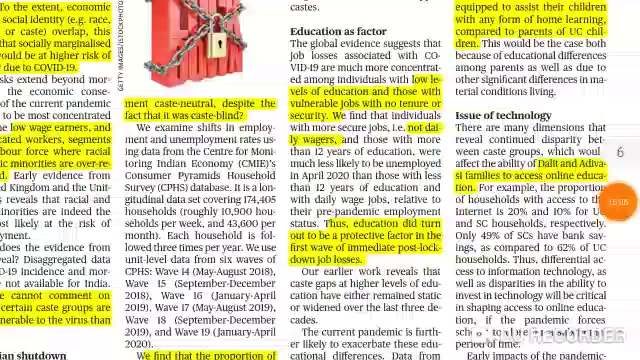 To the extent, economic
social identity (e.g. race,
or caste) overlap, this
that socially marginalised
would be at higher risk of
due to COVID-19.
sks extend beyond mor-
the economic conse-
of the current pandemic
to be most concentrated
low wage earners, and
cated workers, segments
bour force where racial
ic minorities are over-re-
d. Early evidence from
d Kingdom and the Unit-
s reveals that racial and
inorities are indeed the
st likely at the risk of
yment.
does the evidence from
veal? Disaggregated data
-19 incidence and mor-
not available for India.
e cannot comment on
certain caste groups are
nerable to the virus than
ian shutdown
GETTY IMAGES/ISTOCKPHOTO
ment caste-neutral, despite the
fact that it was caste-blind?
We examine shifts in employ-
ment and unemployment rates us-
ing data from the Centre for Moni-
toring Indian Economy (CMIE)'s
Consumer Pyramids Household
Survey (CPHS) database. It is a lon-
gitudinal data set covering 174,405
households (roughly 10,900 hou-
seholds per week, and 43,600 per
month). Each household is fol-
lowed three times per year. We use
unit-level data from six waves of
CPHS: Wave 14 (May-August 2018),
Wave 15 (September-December
2018), Wave 16 (January-April
2019), Wave 17 (May-August 2019),
Wave 18 (September-December
2019), and Wave 19 (January-April
2020).
We find that the proportion of
castes.
Education as factor
The global evidence suggests that
job losses associated with CO-
VID-19 are much more concentrat-
ed among individuals with low le-
vels of education and those with
vulnerable jobs with no tenure or
security. We find that individuals
with more secure jobs, i.e. not dai-
ly wagers, and those with more
than 12 years of education, were
much less likely to be unemployed
in April 2020 than those with less
than 12 years of education and
with daily wage jobs, relative to
their pre-pandemic employment
status. Thus, education did turn
out to be a protective factor in the
first wave of immediate post-lock-
down job losses.
Our earlier work reveals that
caste gaps at higher levels of edu-
cation have either remained static
or widened over the last three de-
cades.
The current pandemic is furth-
er likely to exacerbate these edu-
cational differences. Data from
equipped to assist their children
with any form of home learning,
compared to parents of UC chil-
dren. This would be the case both
because of educational differences
among parents as well as due to
other significant differences in ma-
terial conditions living.
Issue of technology
There are many dimensions that
reveal continued disparity bet-
ween caste groups, which would
affect the ability of Dalit and Adiva-
si families to access online educa-
tion. For example, the proportion
of households with access to the
Internet is 20% and 10% for UC
and SC households, respectively.
Only 49% of SCs have bank sav-
ings, as compared to 62% of UC
households. Thus, differential ac-
cess to information technology, as
well as disparities in the ability to
invest in technology will be critical
in shaping access to online educa-
tion, if the pandemic forces
period of time.
Early impacts of the pandemic-
6